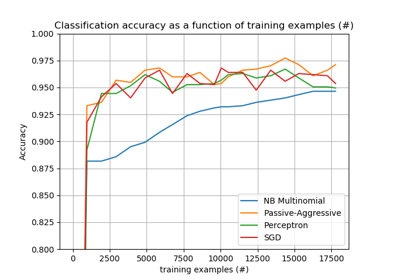 Classification accuracy as a function of training examples (#)
1.000
0.975
0.950
0.925
0.900
0.875
0.850
0.825
0.800
Accuracy
NB Multinomial
Passive-Aggressive
Perceptron
SGD
0 2500 5000 7500 10000 12500 15000 17500
training examples (#)